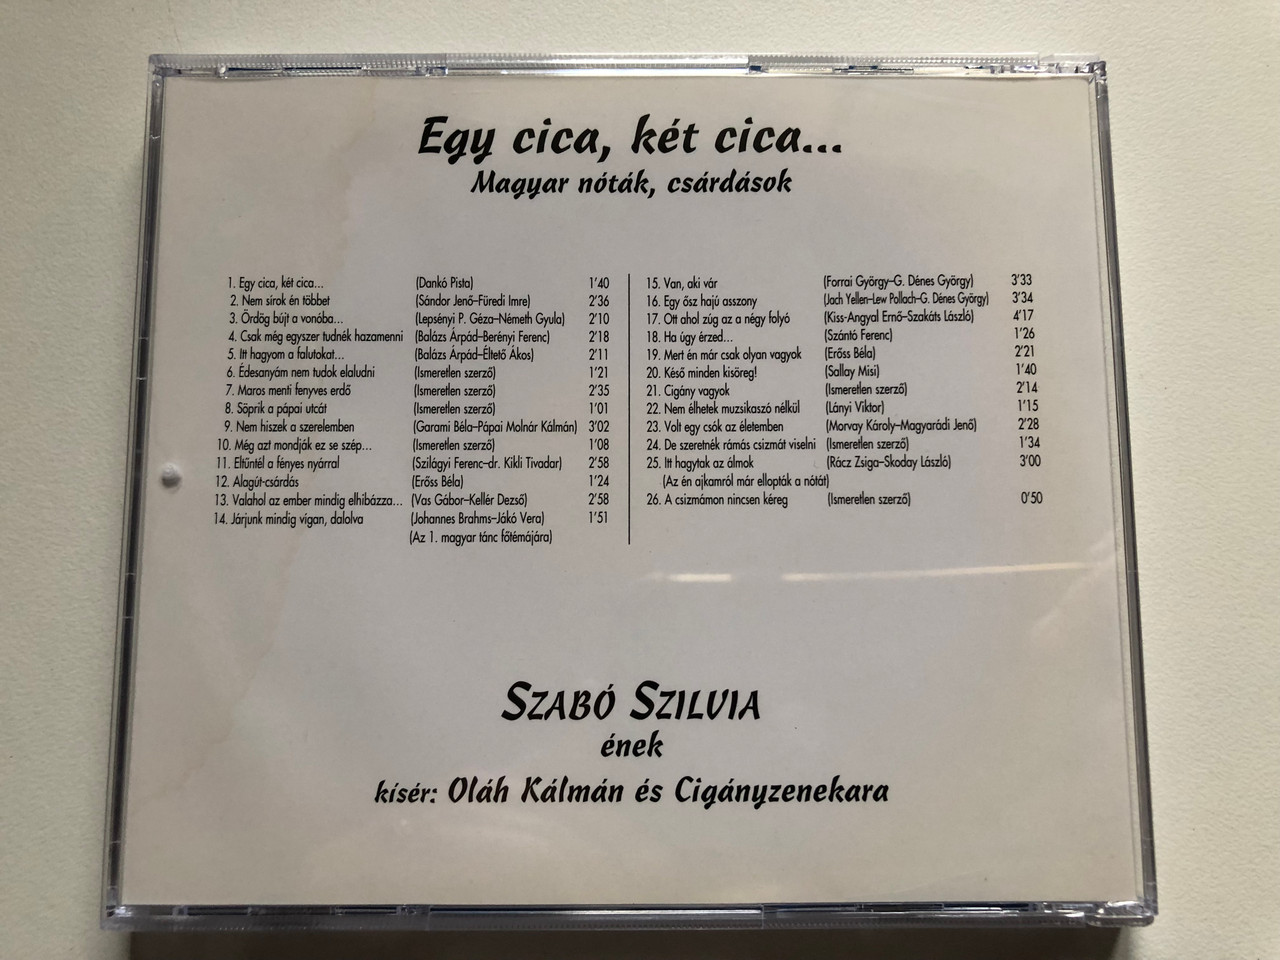 Egy cica, két cica...
Magyar nóták, csárdások
1. Egy cica, két cica... (Dankó Pista) 1'40
2. Nem sírok én többet (Sándor Jenő–Füredi Imre) 2'36
3. Ördög bújt a vonóba... (Lepsényi P. Géza–Németh Gyula) 2'10
4. Csak még egyszer tudnék hazamenni (Balázs Árpád–Berényi Ferenc) 2'18
5. Itt hagyom a falutokat... (Balázs Árpád–Éltető Ákos) 2'11
6. Édesanyám nem tudok elaludni (Ismeretlen szerző) 1'21
7. Maros menti fenyves erdő (Ismeretlen szerző) 2'35
8. Söprik a pápai utcát (Ismeretlen szerző) 1'01
9. Nem hiszek a szerelemben (Garami Béla–Pápai Molnár Kálmán) 3'02
10. Még azt mondják ez se szép... (Ismeretlen szerző) 1'08
11. Eltűntél a fényes nyárral (Szilágyi Ferenc–dr. Kikli Tivadar) 2'58
12. Alagút-csárdás (Erőss Béla) 1'24
13. Valahol az ember mindig elhibázza... (Vas Gábor–Kellér Dezső) 2'58
14. Járjunk mindig vígan, dalolva (Johannes Brahms–Jákó Vera) 1'51
(Az 1. magyar tánc főtémájára)
15. Van, aki vár (Forrai György–G. Dénes György) 3'33
16. Egy ősz hajú asszony (Jach Yellen–Lew Pollach–G. Dénes György) 3'34
17. Ott ahol zúg az a négy folyó (Kiss-Angyal Ernő–Szakáts László) 4'17
18. Ha úgy érzed... (Szántó Ferenc) 1'26
19. Mert én már csak olyan vagyok (Erőss Béla) 2'21
20. Késő minden kisöreg! (Sallay Misi) 1'40
21. Cigány vagyok (Ismeretlen szerző) 2'14
22. Nem élhetek muzsikaszó nélkül (Lányi Viktor) 1'15
23. Volt egy csók az életemben (Morvay Károly–Magyarádi Jenő) 2'28
24. De szeretnék rámás csizmát viselni (Ismeretlen szerző) 1'34
25. Itt hagytak az álmok (Rácz Zsiga–Skoday László) 3'00
(Az én ajkamról már ellopták a nótát)
26. A csizmámon nincsen kéreg (Ismeretlen szerző) 0'50
SZABÓ SZILVIA
ének
kísér: Oláh Kálmán és Cigányzenekara